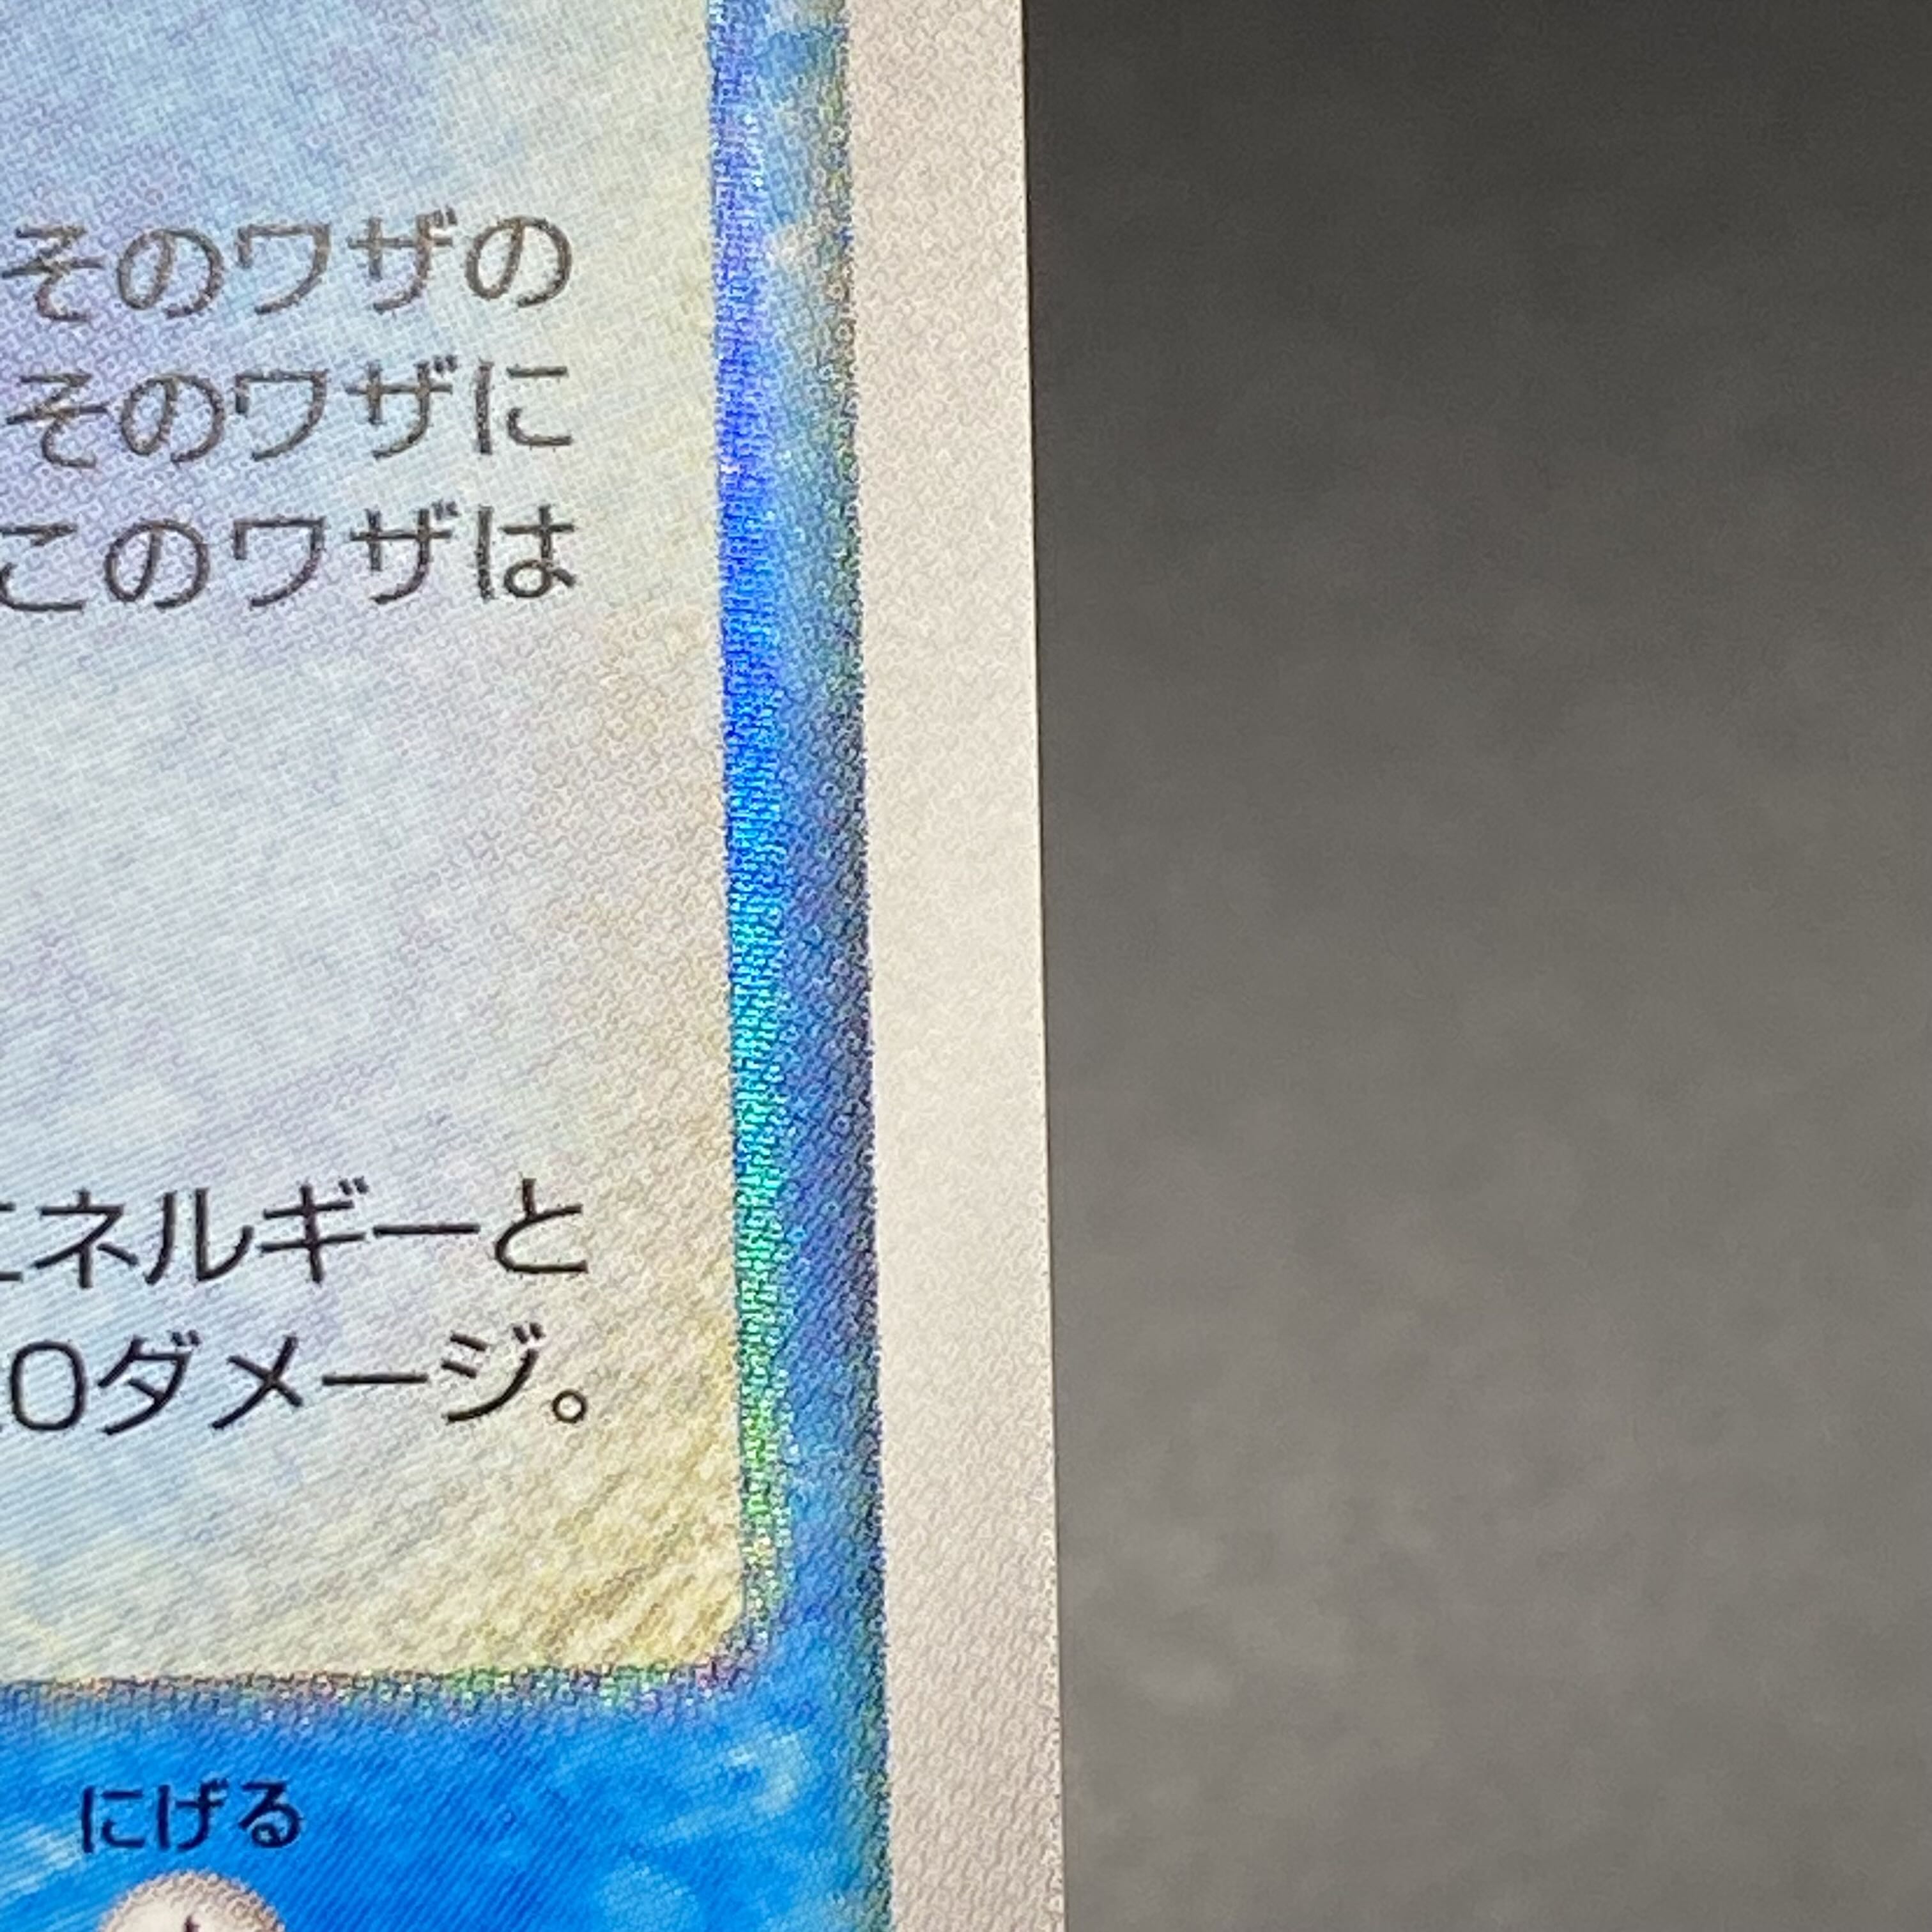 そのワザの
そのワザに
このワザは
エネルギーと
0ダメージ。
にげる